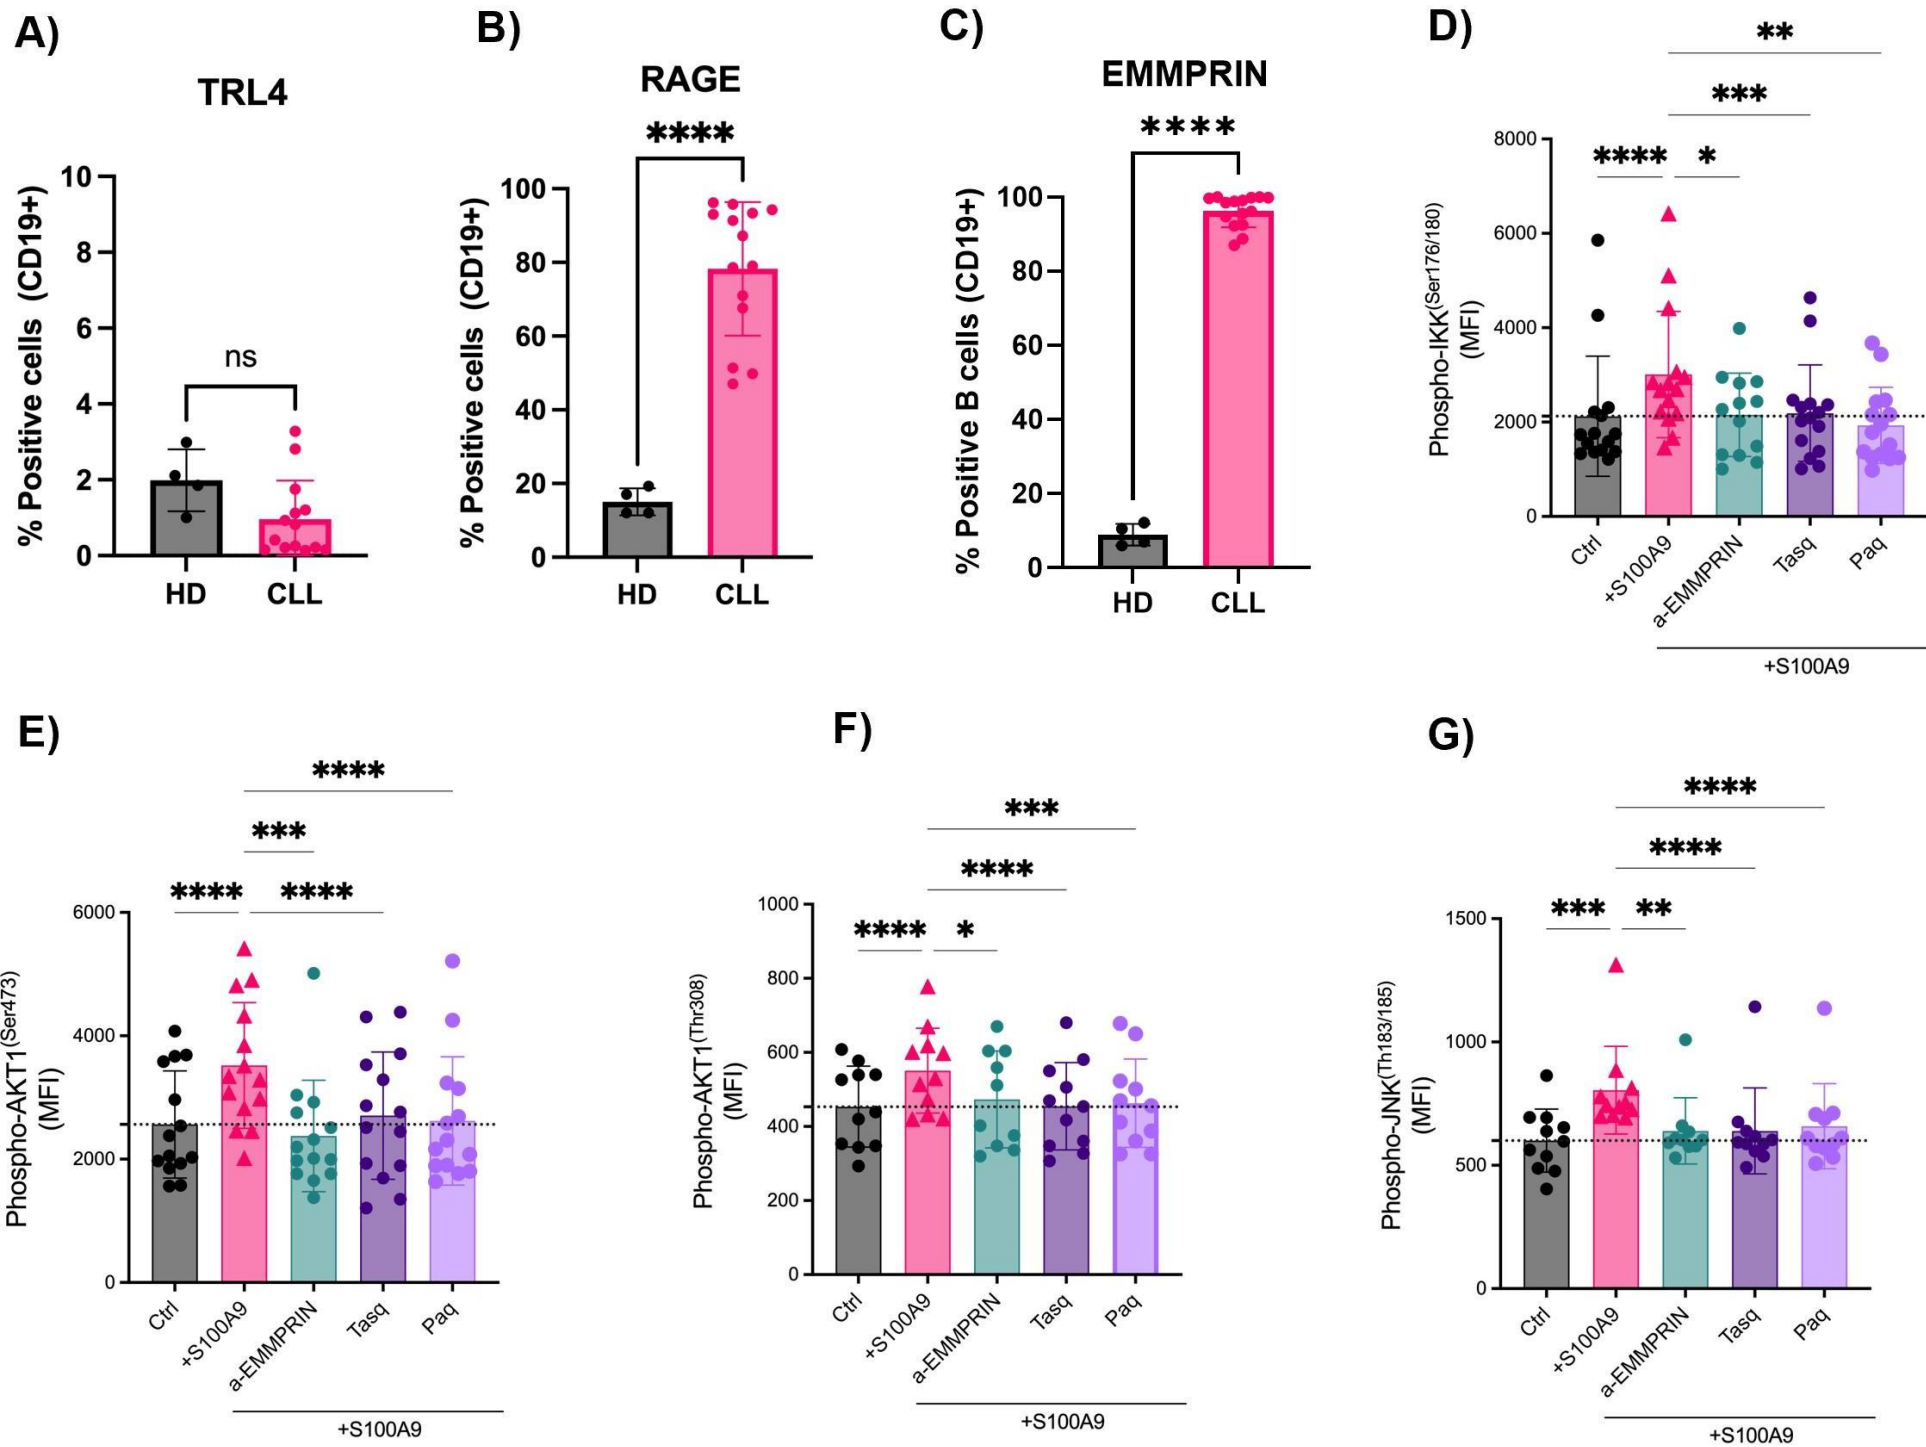 A)
TRL4
% Positive cells (CD19+)
10
8
6
4
2
0
ns
HD
CLL
B)
RAGE
****
% Positive cells (CD19+)
100
80
60
40
20
0
HD
CLL
C)
EMMPRIN
****
% Positive B cells (CD19+)
100
80
60
40
20
0
HD
CLL
D)
**
***
**** *
Phospho-IKK(Ser176/180)
(MFI)
8000
6000
4000
2000
0
Ctrl
+S100A9
a-EMMPRIN
Tasq
Paq
+S100A9
E)
****
***
**** ****
Phospho-AKT1(Ser473)
(MFI)
6000
4000
2000
0
Ctrl
+S100A9
a-EMMPRIN
Tasq
Paq
+S100A9
F)
***
****
**** *
Phospho-AKT1(Thr308)
(MFI)
1000
800
600
400
200
0
Ctrl
+S100A9
a-EMMPRIN
Tasq
Paq
+S100A9
G)
****
****
*** **
Phospho-JNK(Th183/185)
(MFI)
1500
1000
500
0
Ctrl
+S100A9
a-EMMPRIN
Tasq
Paq
+S100A9